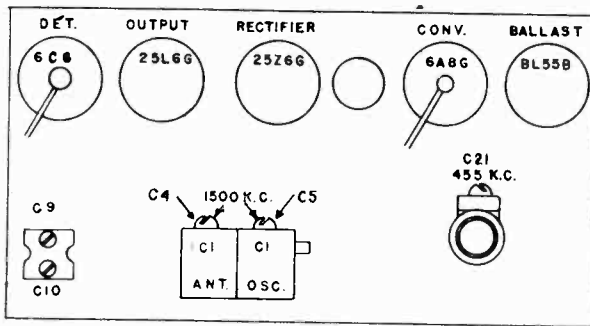 DET. OUTPUT RECTIFIER CONV. BALLAST
6C6 25L6G 25Z6G 6A8G BL55B
C21
455 K.C.
C4 1500 K.C. C5
C9
C1 C1
ANT. OSC.
C10